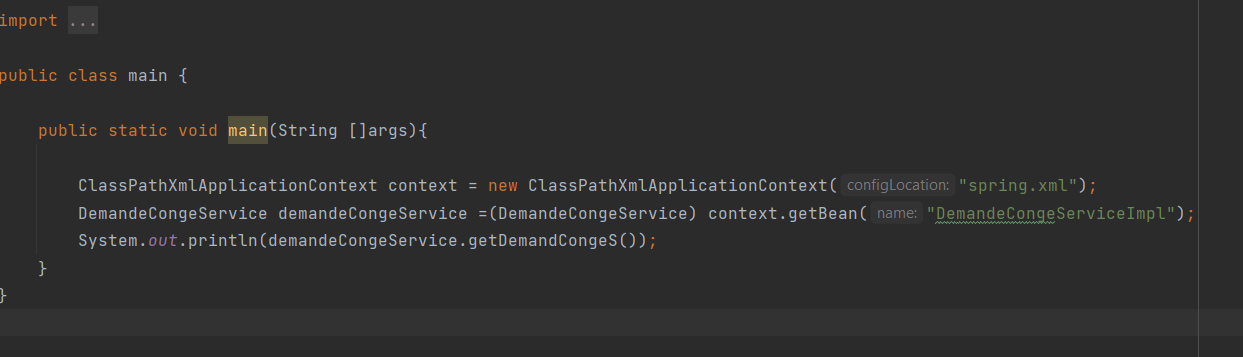 import ...
public class main {
public static void main(String []args){
ClassPathXmlApplicationContext context = new ClassPathXmlApplicationContext( configLocation: "spring.xml");
DemandeCongeService demandeCongeService =(DemandeCongeService) context.getBean( name: "DemandeCongeServiceImpl");
System.out.println(demandeCongeService.getDemandCongeS());
}
}